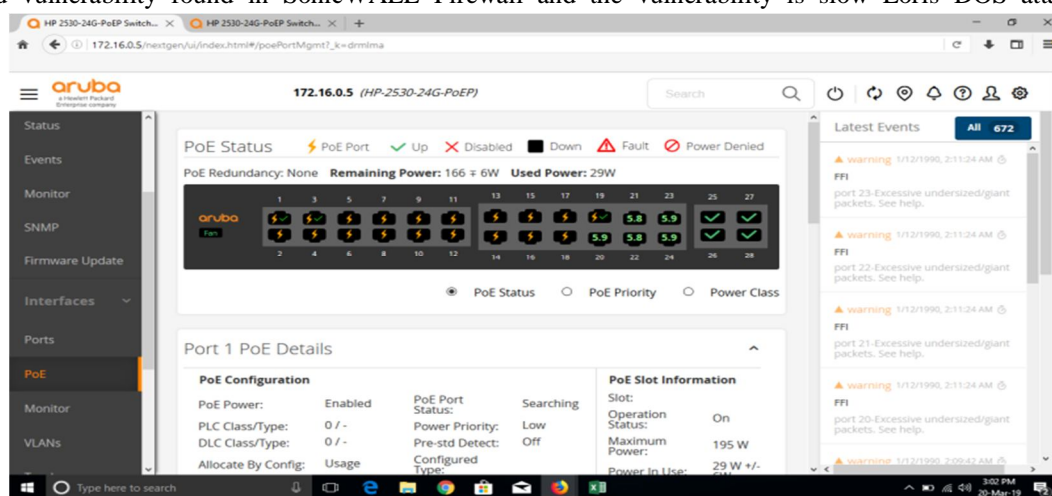 vulnerability found in SonicWALL Firewall and the vulnerability is slow Loris DOS
HP 2530-24G-PoEP Switch... × HP 2530-24G-PoEP Switch... × +
172.16.0.5/nextgen/ui/index.html#/poePortMgmt?_k=drmlma
aruba
a Hewlett Packard
Enterprise company
172.16.0.5 (HP-2530-24G-PoEP)
Search
Status
Events
Monitor
SNMP
Firmware Update
Interfaces
Ports
PoE
Monitor
VLANs
PoE Status PoE Port Up Disabled Down Fault Power Denied
PoE Redundancy: None Remaining Power: 166 ∓ 6W Used Power: 29W
1 3 5 7 9 11 13 15 17 19 21 23 25 27
aruba 5.8 5.9
Fan 5.9 5.8 5.9
2 4 6 8 10 12 14 16 18 20 22 24 26 28
PoE Status PoE Priority Power Class
Port 1 PoE Details
PoE Configuration
PoE Power: Enabled
PLC Class/Type: 0 / -
DLC Class/Type: 0 / -
Allocate By Config: Usage
PoE Port Status: Searching
Power Priority: Low
Pre-std Detect: Off
Configured Type:
PoE Slot Information
Slot:
Operation Status: On
Maximum Power: 195 W
Power In Use: 29 W +/-
Latest Events All 672
warning 1/12/1990, 2:11:24 AM
FFI
port 23-Excessive undersized/giant
packets. See help.
warning 1/12/1990, 2:11:24 AM
FFI
port 22-Excessive undersized/giant
packets. See help.
warning 1/12/1990, 2:11:24 AM
FFI
port 21-Excessive undersized/giant
packets. See help.
warning 1/12/1990, 2:11:24 AM
FFI
port 20-Excessive undersized/giant
packets. See help.
warning 1/12/1990, 2:09:42 AM
Type here to search
3:02 PM
20-Mar-19